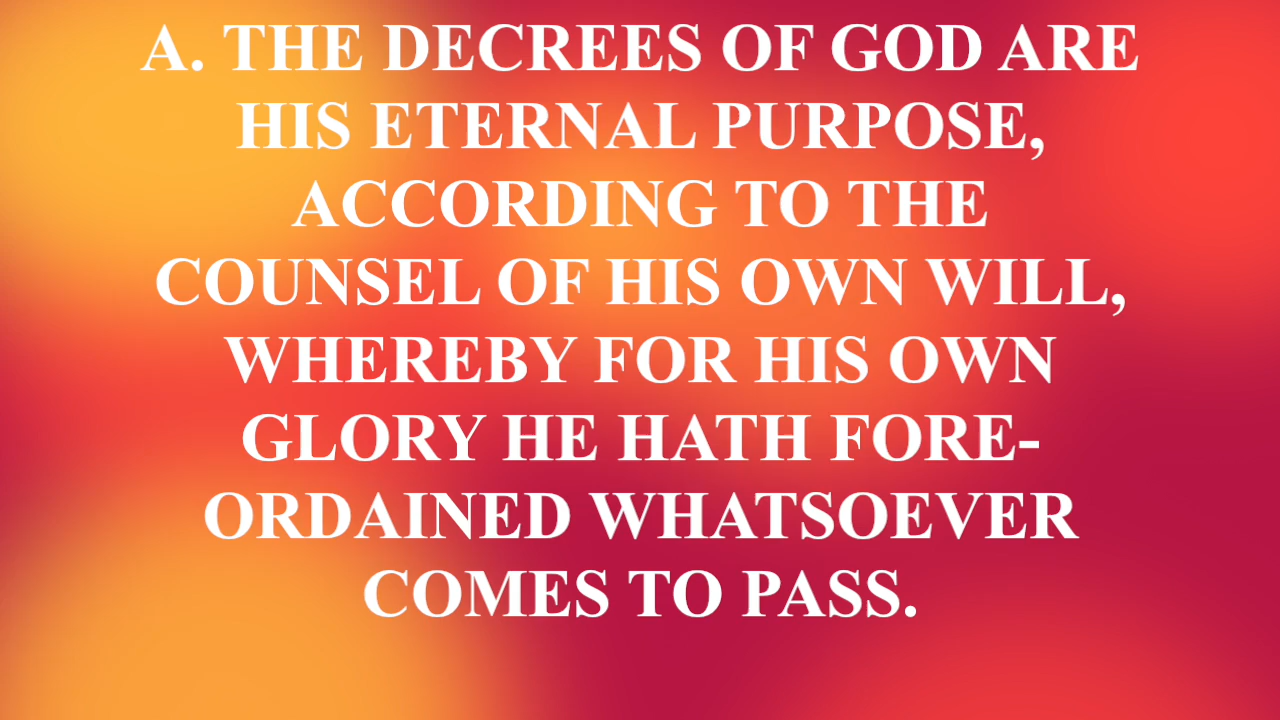 A. THE DECREES OF GOD ARE
HIS ETERNAL PURPOSE,
ACCORDING TO THE
COUNSEL OF HIS OWN WILL,
WHEREBY FOR HIS OWN
GLORY HE HATH FORE-
ORDAINED WHATSOEVER
COMES TO PASS.